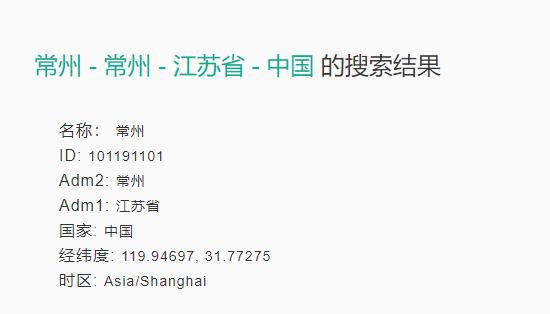 常州 - 常州 - 江苏省 - 中国 的搜索结果
名称： 常州
ID: 101191101
Adm2: 常州
Adm1: 江苏省
国家: 中国
经纬度: 119.94697, 31.77275
时区: Asia/Shanghai